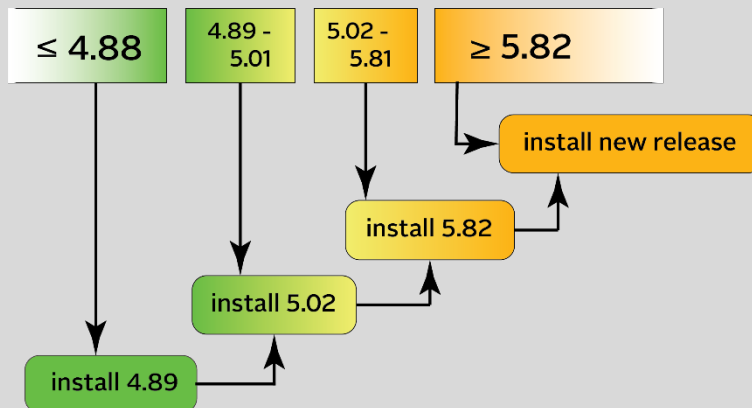 ≤ 4.88
4.89 -
5.01
5.02 -
5.81
≥ 5.82
install new release
install 5.82
install 5.02
install 4.89